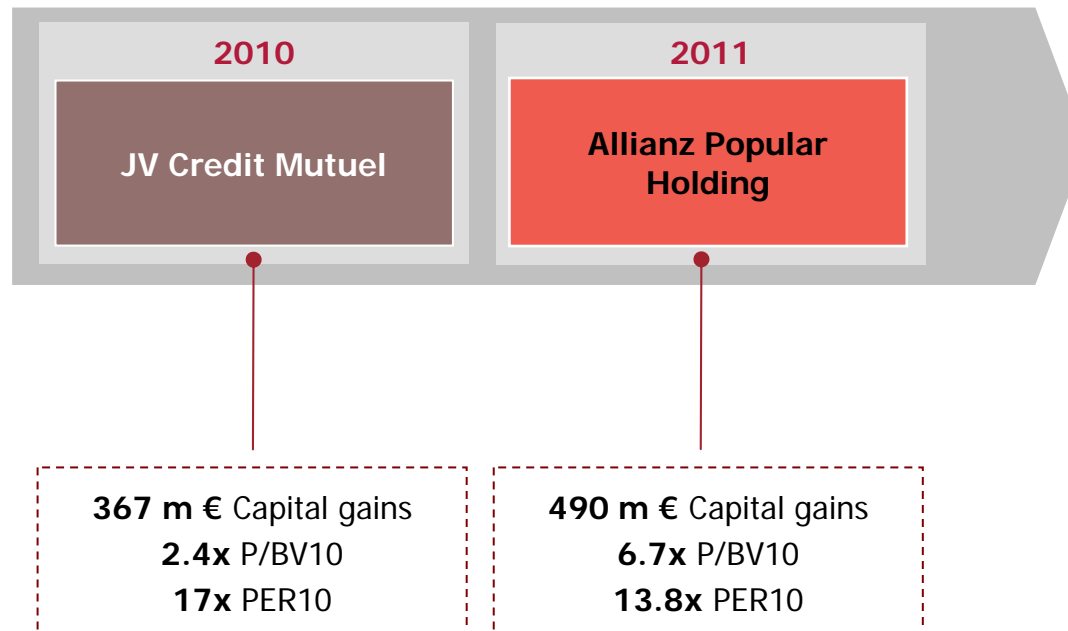 2010
JV Credit Mutuel
2011
Allianz Popular
Holding
367 m € Capital gains
2.4x P/BV10
17x PER10
490 m € Capital gains
6.7x P/BV10
13.8x PER10